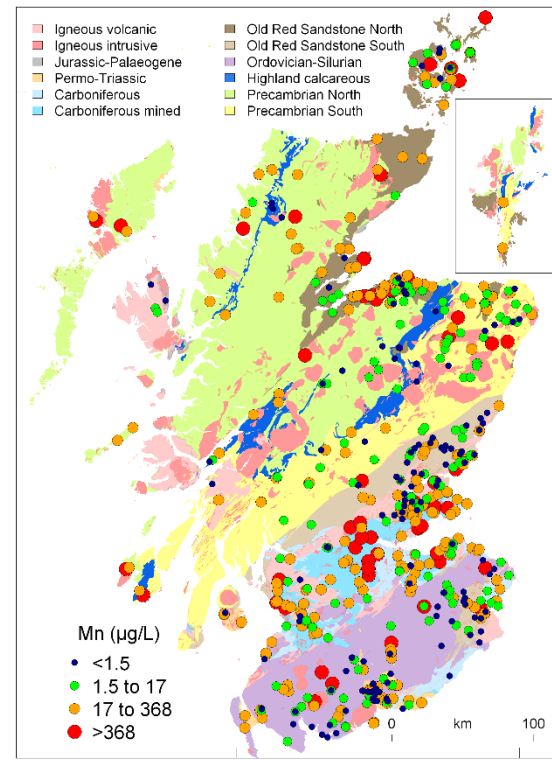 Igneous volcanic
Igneous intrusive
Jurassic-Palaeogene
Permo-Triassic
Carboniferous
Carboniferous mined
Old Red Sandstone North
Old Red Sandstone South
Ordovician-Silurian
Highland calcareous
Precambrian North
Precambrian South
Mn (µg/L)
<1.5
1.5 to 17
17 to 368
>368
0 km 100